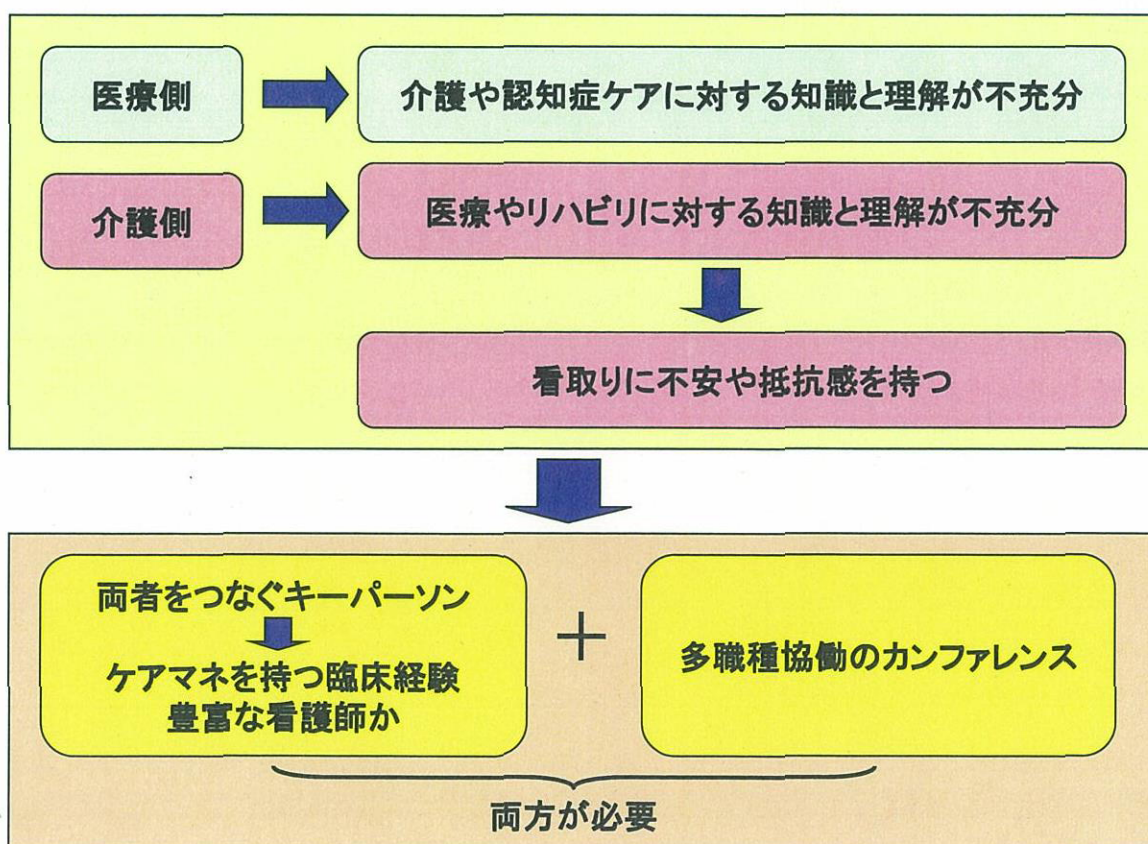 医療側
介護や認知症ケアに対する知識と理解が不充分
介護側
医療やリハビリに対する知識と理解が不充分
看取りに不安や抵抗感を持つ
両者をつなぐキーパーソン
ケアマネを持つ臨床経験
豊富な看護師か
+
多職種協働のカンファレンス
両方が必要